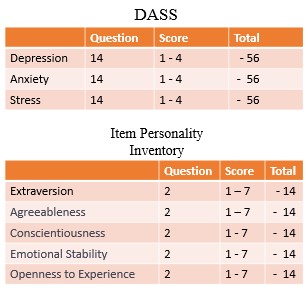 DASS
Question Score Total
Depression 14 1 - 4 - 56
Anxiety 14 1 - 4 - 56
Stress 14 1 - 4 - 56
Item Personality
Inventory
Question Score Total
Extraversion 2 1 – 7 - 14
Agreeableness 2 1 – 7 - 14
Conscientiousness 2 1 - 7 - 14
Emotional Stability 2 1 - 7 - 14
Openness to Experience 2 1 - 7 - 14